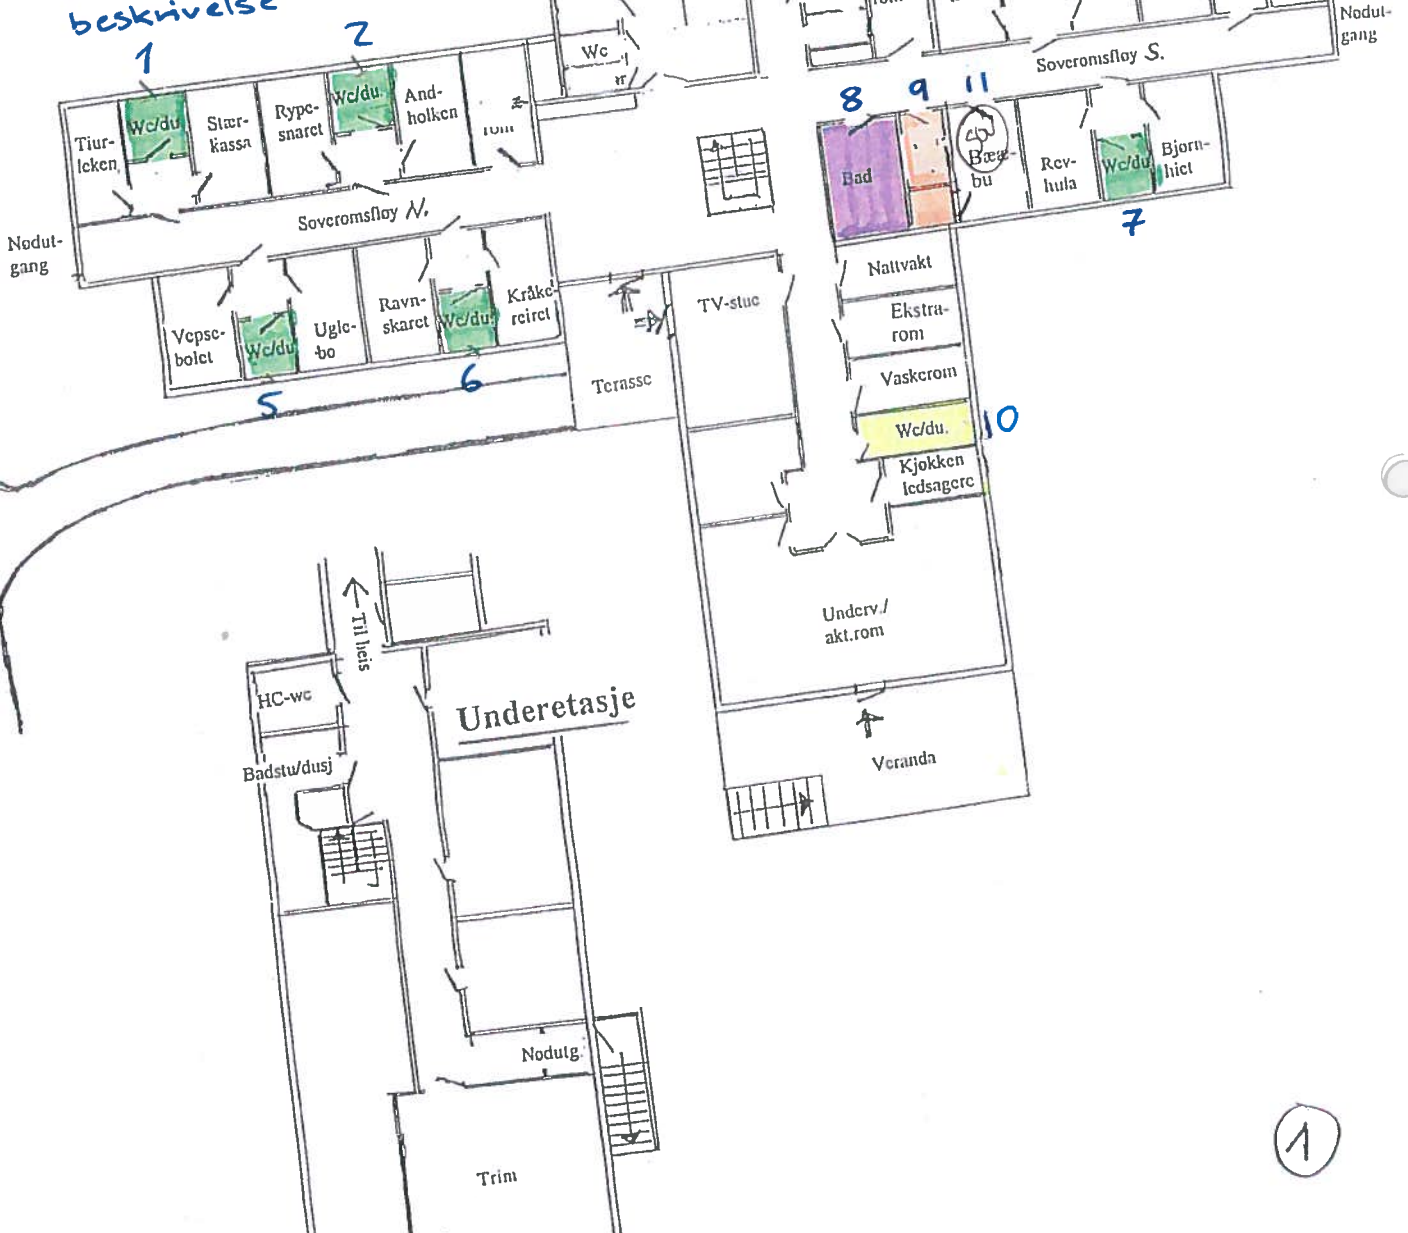 beskrivelse
1
2
Wc
Nødut-
gang
Soveromsfløy S.
8
9
11
Tiur-
leken
Wc/du
Stær-
kassa
Rype-
snaret
Wc/du.
And-
holken
Bad
Bæœ-
bu
Rev-
hula
Wc/du
Bjørn-
hiet
7
Soveromsfløy N.
Nødut-
gang
Nattvakt
Ekstra-
rom
Vaskerom
Wc/du.
10
Kjøkken
ledsagere
TV-stue
Vepse-
bolet
Wc/du
Ugle-
bo
Ravn-
skaret
Wc/du.
Kråke-
reiret
5
6
Terasse
Underv./
akt.rom
Veranda
Til heis
HC-wc
Underetasje
Badstu/dusj
Nødutg.
Trim
1